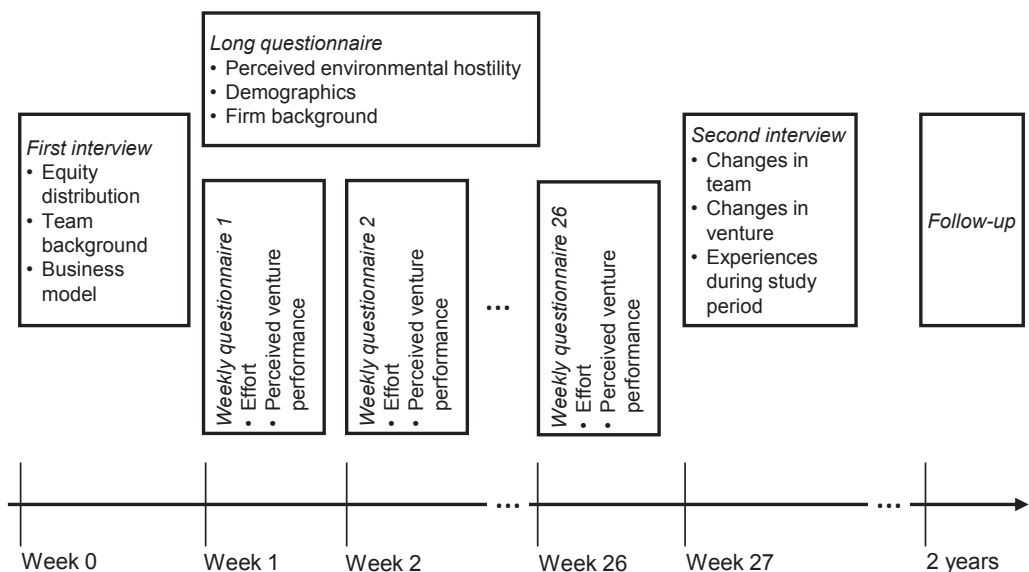 Long questionnaire
• Perceived environmental hostility
• Demographics
• Firm background
First interview
• Equity
distribution
• Team
background
• Business
model
Weekly questionnaire 1
• Effort
• Perceived venture
performance
Weekly questionnaire 2
• Effort
• Perceived venture
performance
...
Weekly questionnaire 26
• Effort
• Perceived venture
performance
Second interview
• Changes in
team
• Changes in
venture
• Experiences
during study
period
Follow-up
...
...
Week 0
Week 1
Week 2
Week 26
Week 27
2 years